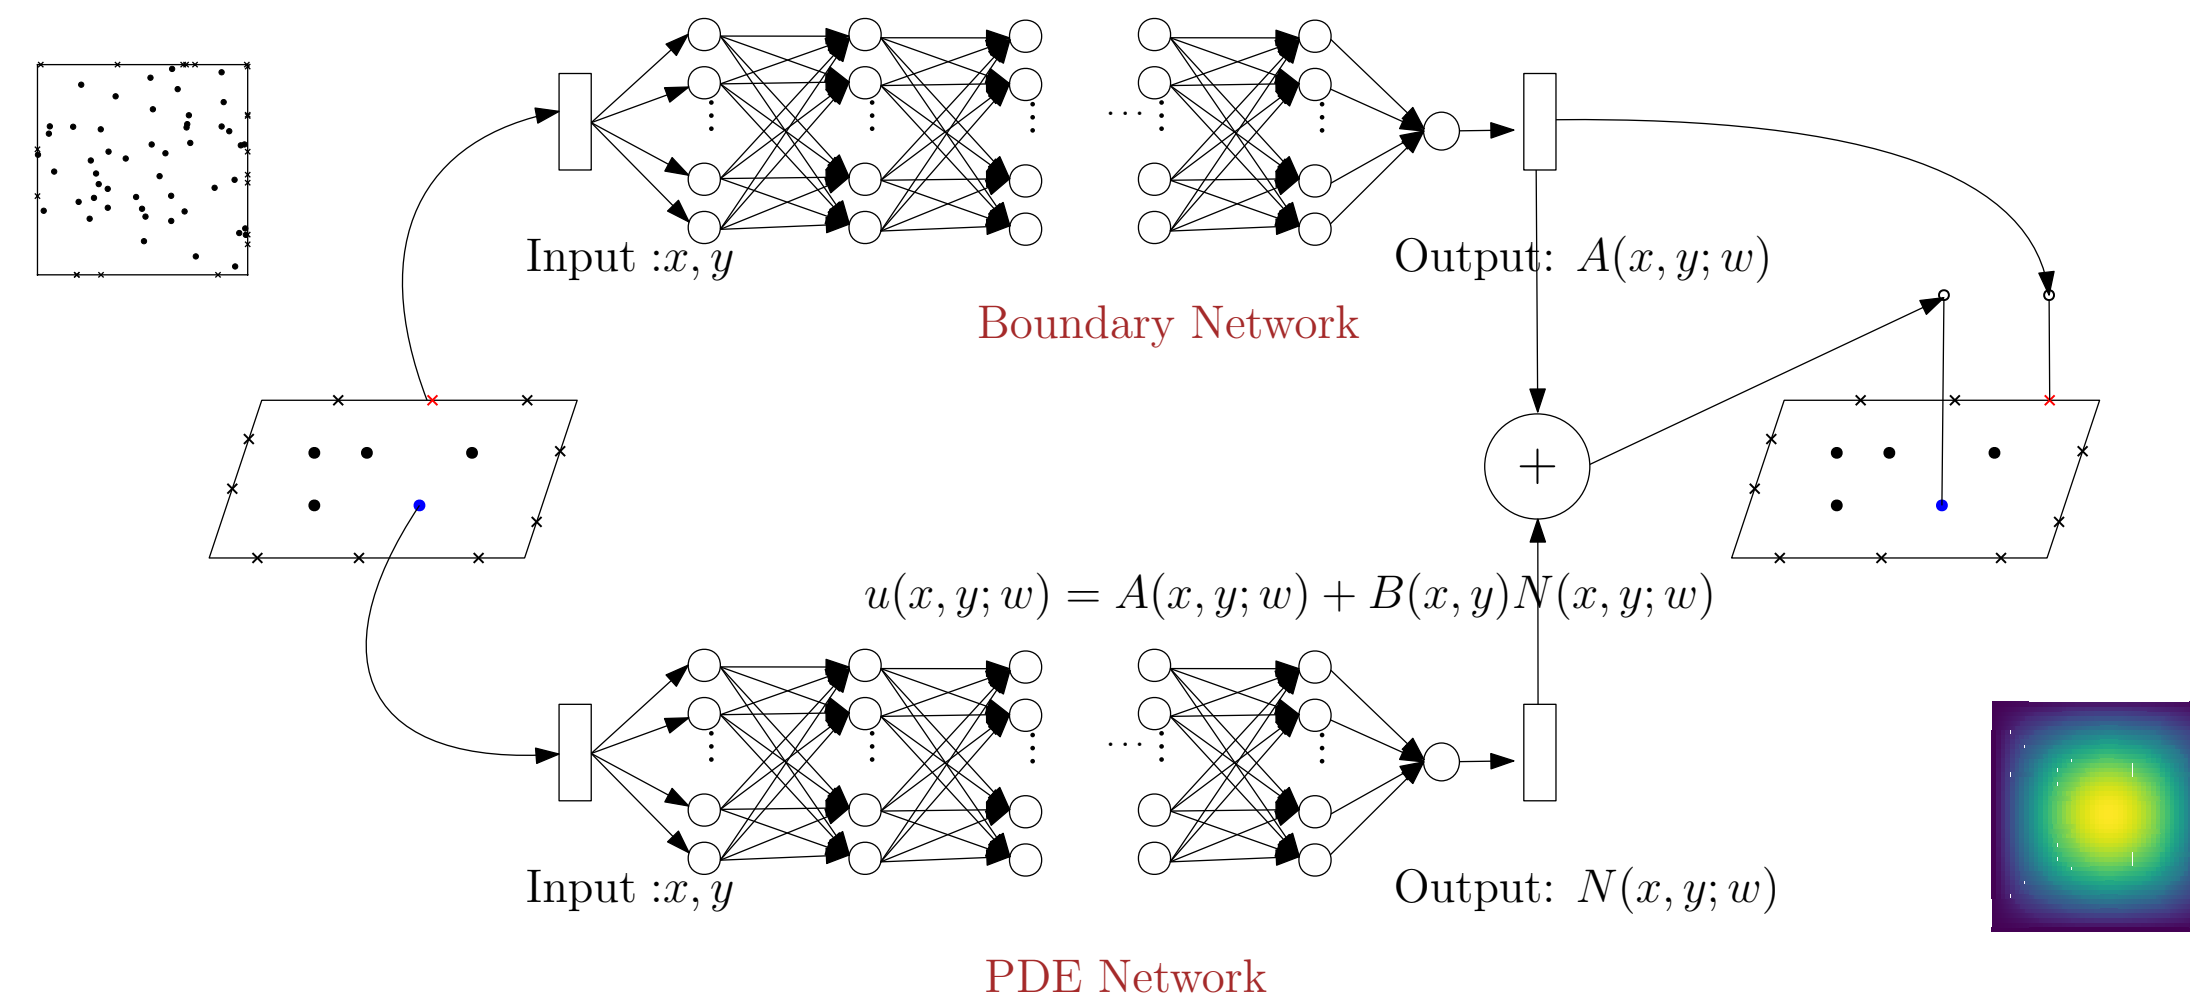 Input :x, y
Output: A(x, y; w)
Boundary Network
+
u(x, y; w) = A(x, y; w) + B(x, y)N(x, y; w)
Input :x, y
Output: N(x, y; w)
PDE Network